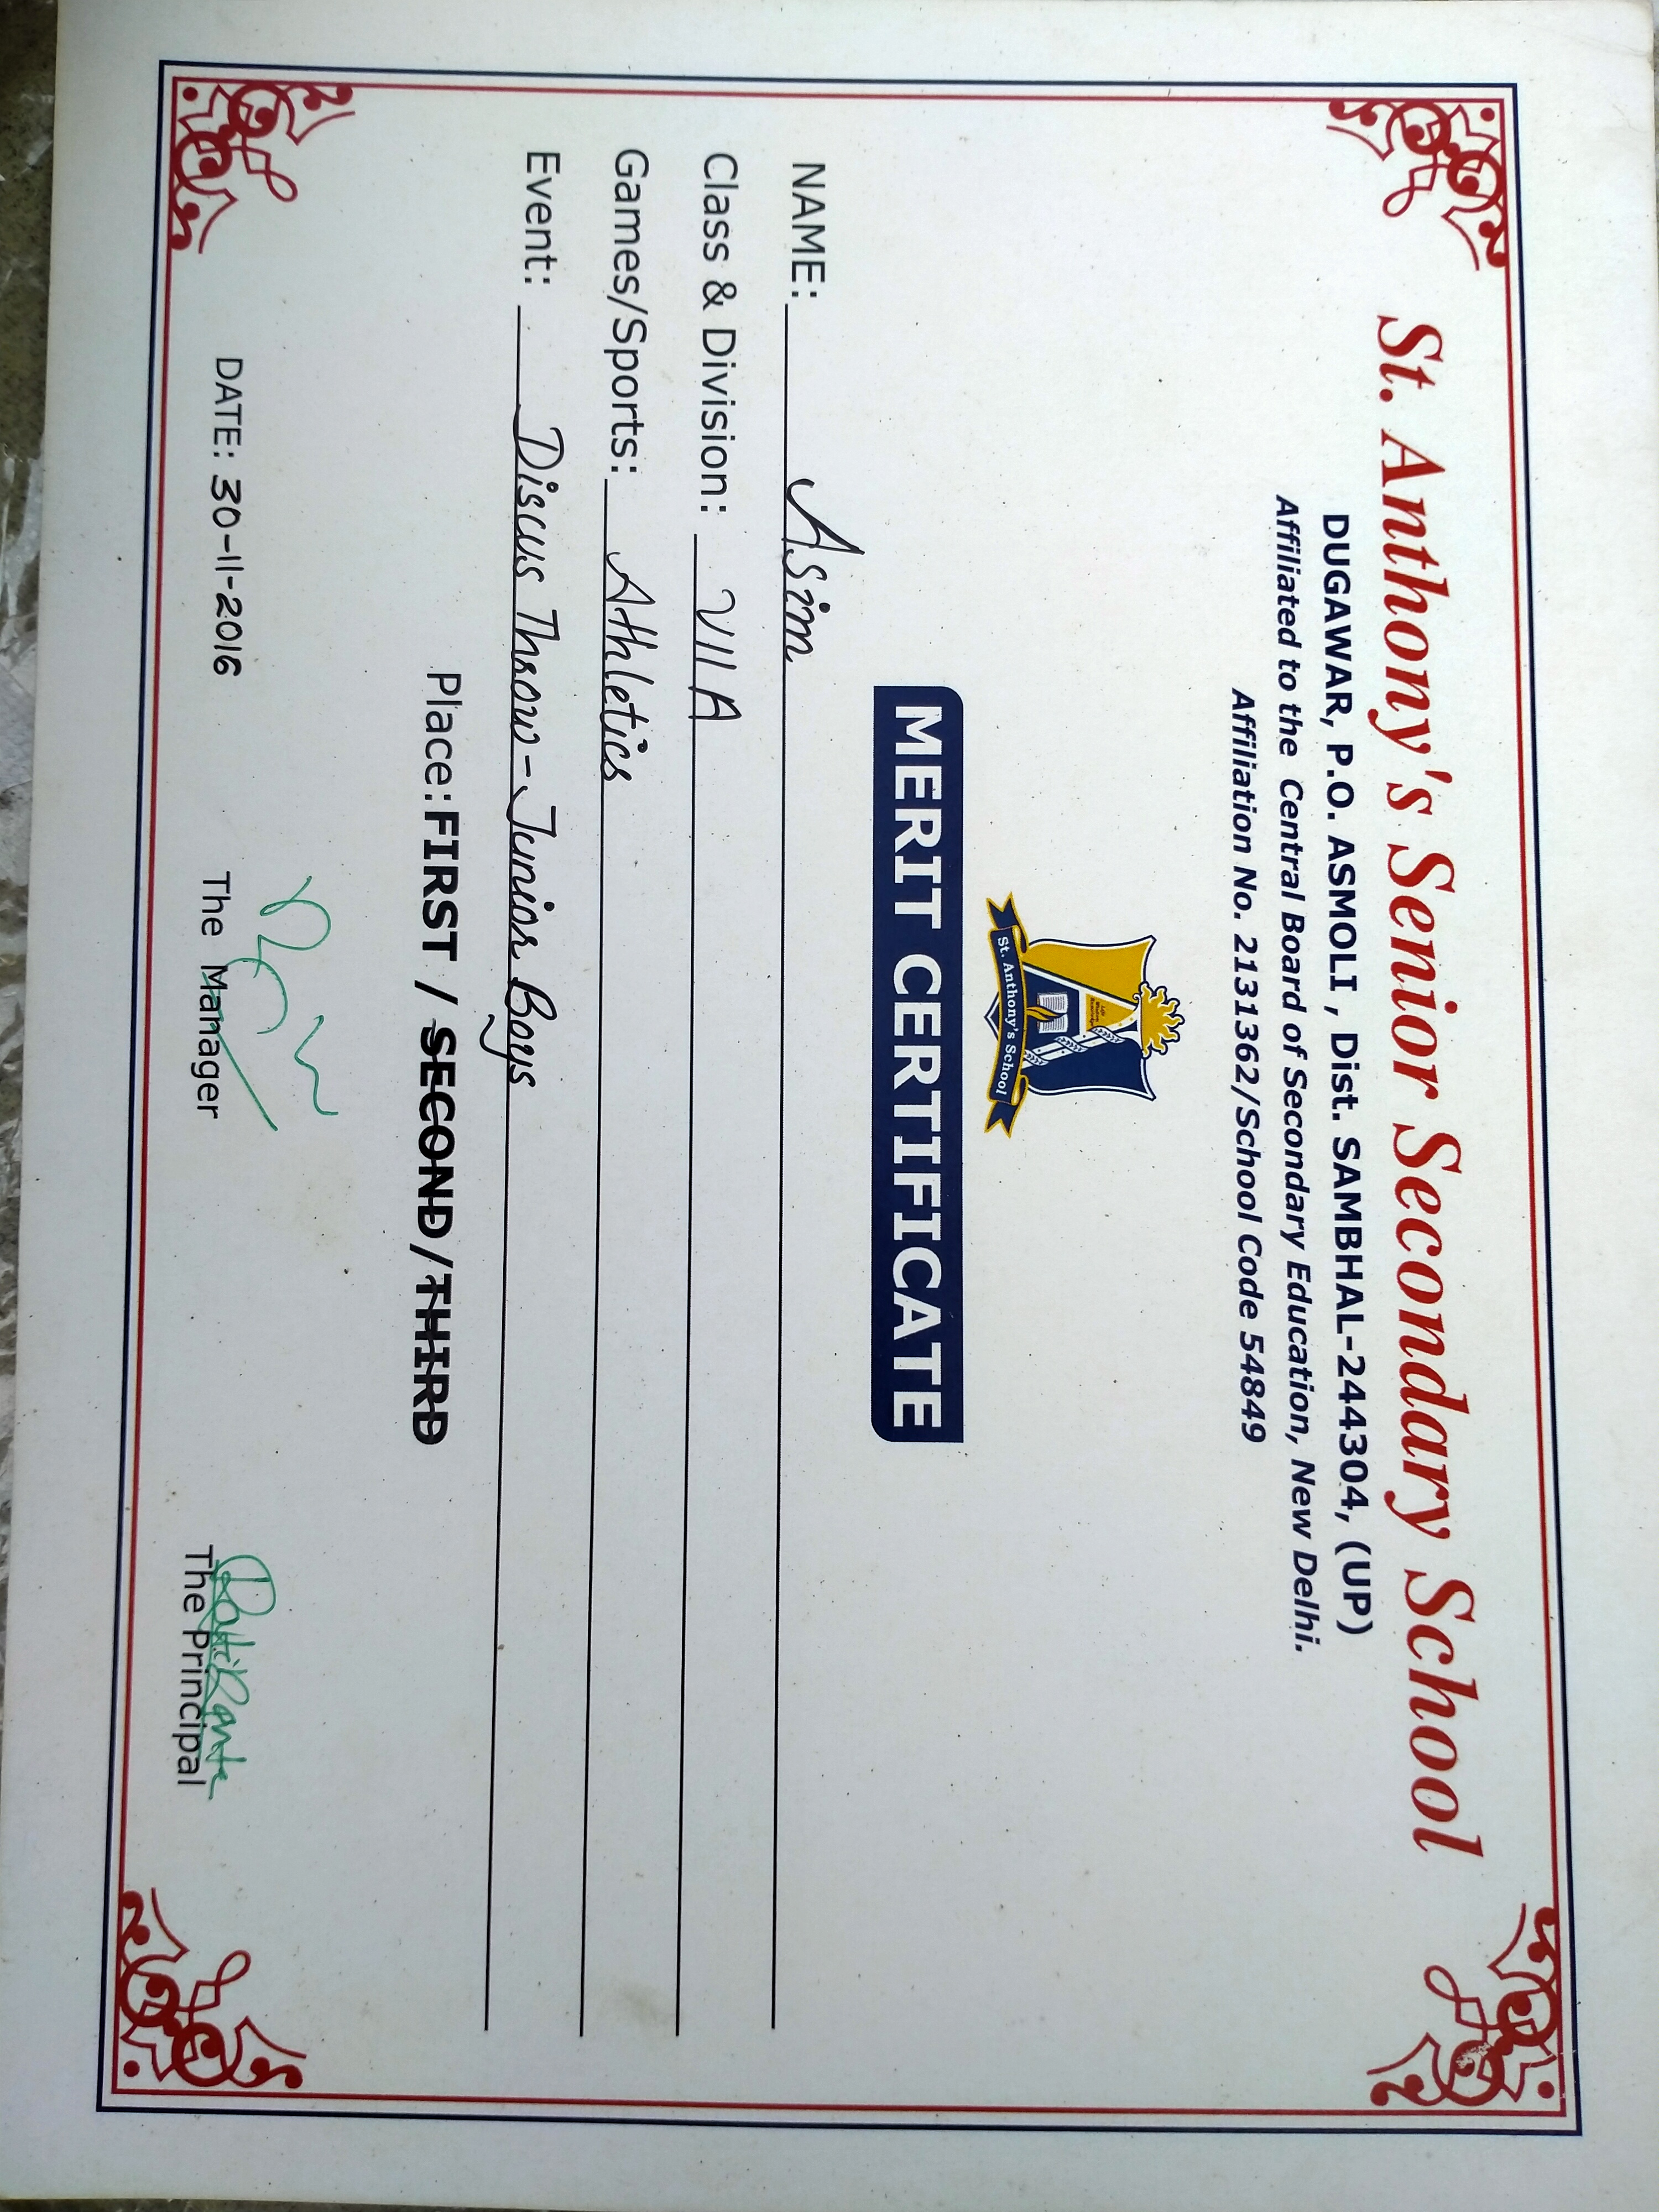 St. Anthony's Senior Secondary School
DUGAWAR, P.O. ASMOLI , Dist. SAMBHAL-244304, (UP)
Affiliated to the Central Board of Secondary Education, New Delhi.
Affiliation No. 2131362/School Code 54849
Life
Wisdom
Knowledge
St. Anthony's School
MERIT CERTIFICATE
NAME: Asim
Class & Division: VII A
Games/Sports: Athletics
Event: Discus Throw-Junior Boys
Place: FIRST / SECOND/THIRD
DATE: 30-11-2016
The Manager
The Principal